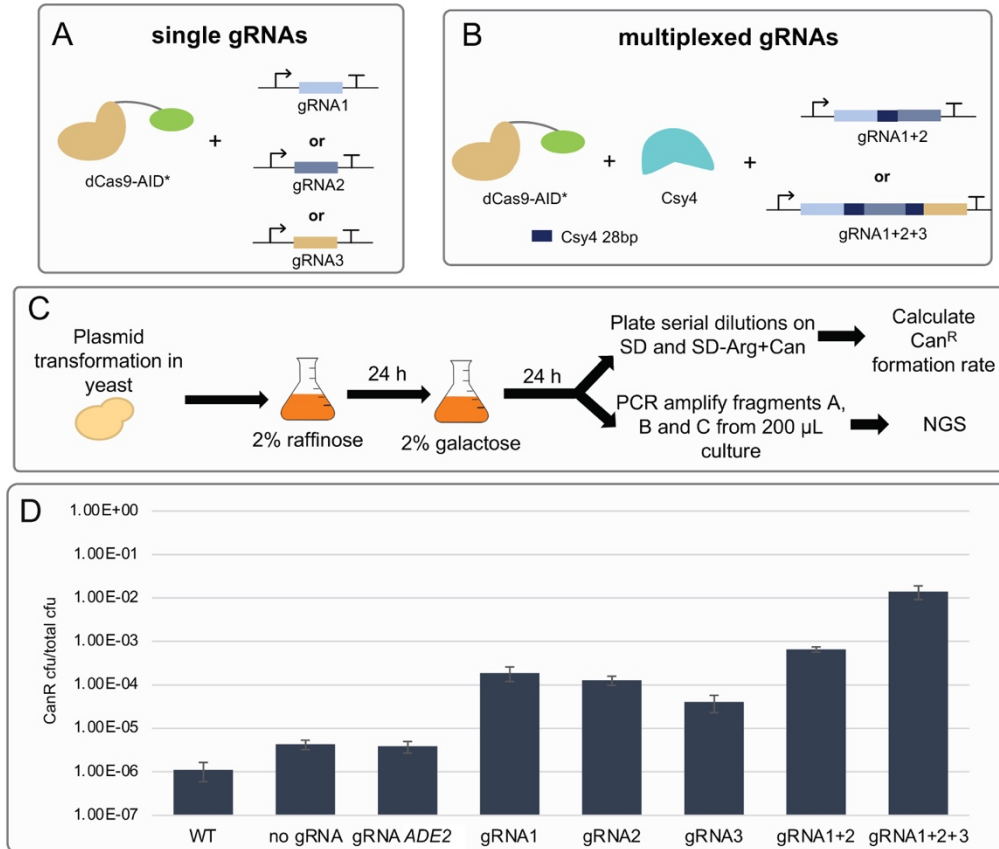 A
single gRNAs
dCas9-AID*
+
gRNA1
or
gRNA2
or
gRNA3
B
multiplexed gRNAs
dCas9-AID*
+
Csy4
+
gRNA1+2
or
gRNA1+2+3
Csy4 28bp
C
Plasmid
transformation in
yeast
2% raffinose
24 h
2% galactose
24 h
Plate serial dilutions on
SD and SD-Arg+Can
Calculate
CanR
formation rate
PCR amplify fragments A,
B and C from 200 µL
culture
NGS
D
CanR cfu/total cfu
1.00E+00
1.00E-01
1.00E-02
1.00E-03
1.00E-04
1.00E-05
1.00E-06
1.00E-07
WT
no gRNA
gRNA ADE2
gRNA1
gRNA2
gRNA3
gRNA1+2
gRNA1+2+3